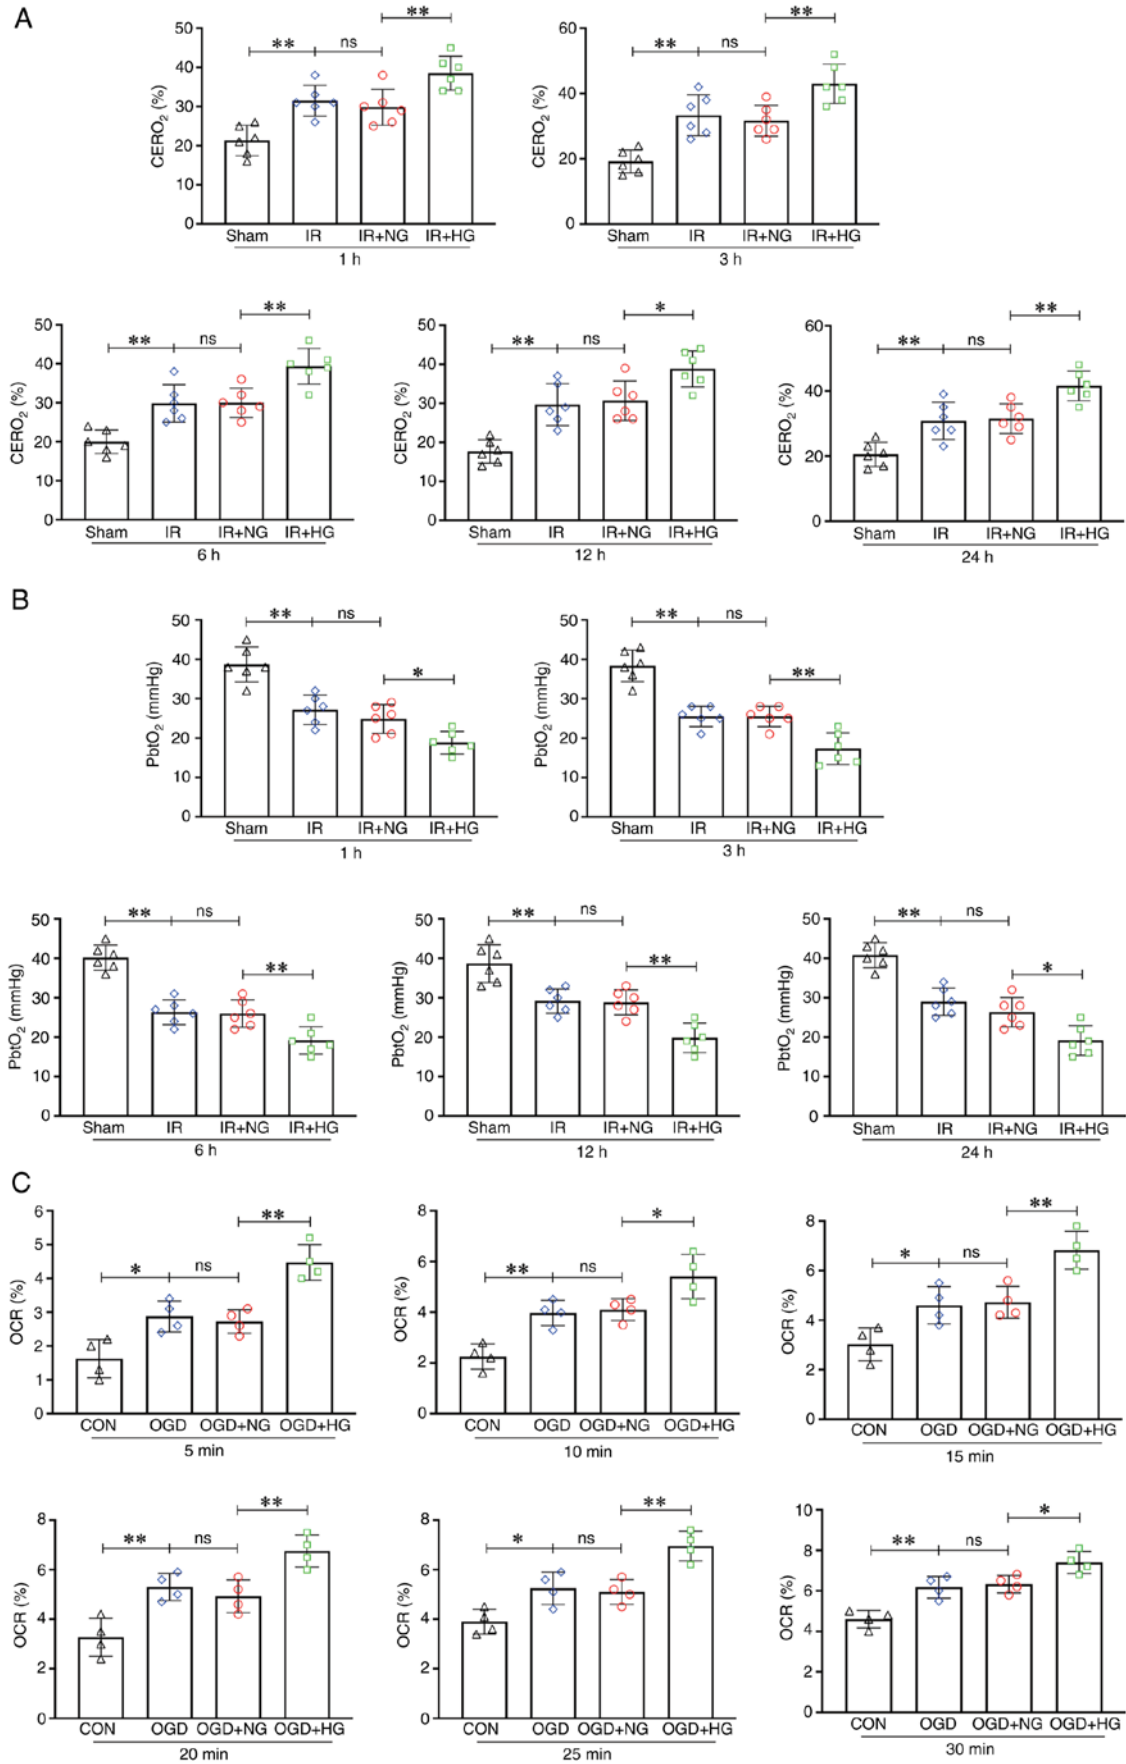 A
** ns **
50
40
30
20
10
0
CERO2 (%)
Sham IR IR+NG IR+HG
1 h
** ns **
60
40
20
0
CERO2 (%)
Sham IR IR+NG IR+HG
3 h
** ns **
50
40
30
20
10
0
CERO2 (%)
Sham IR IR+NG IR+HG
6 h
** ns *
50
40
30
20
10
0
CERO2 (%)
Sham IR IR+NG IR+HG
12 h
** ns **
60
40
20
0
CERO2 (%)
Sham IR IR+NG IR+HG
24 h
B
** ns *
50
40
30
20
10
0
PbtO2 (mmHg)
Sham IR IR+NG IR+HG
1 h
** ns **
50
40
30
20
10
0
PbtO2 (mmHg)
Sham IR IR+NG IR+HG
3 h
** ns **
50
40
30
20
10
0
PbtO2 (mmHg)
Sham IR IR+NG IR+HG
6 h
** ns **
50
40
30
20
10
0
PbtO2 (mmHg)
Sham IR IR+NG IR+HG
12 h
** ns *
50
40
30
20
10
0
PbtO2 (mmHg)
Sham IR IR+NG IR+HG
24 h
C
* ns **
6
5
4
3
2
1
0
OCR (%)
CON OGD OGD+NG OGD+HG
5 min
** ns *
8
6
4
2
0
OCR (%)
CON OGD OGD+NG OGD+HG
10 min
* ns **
8
6
4
2
0
OCR (%)
CON OGD OGD+NG OGD+HG
15 min
** ns **
8
6
4
2
0
OCR (%)
CON OGD OGD+NG OGD+HG
20 min
* ns **
8
6
4
2
0
OCR (%)
CON OGD OGD+NG OGD+HG
25 min
** ns *
10
8
6
4
2
0
OCR (%)
CON OGD OGD+NG OGD+HG
30 min